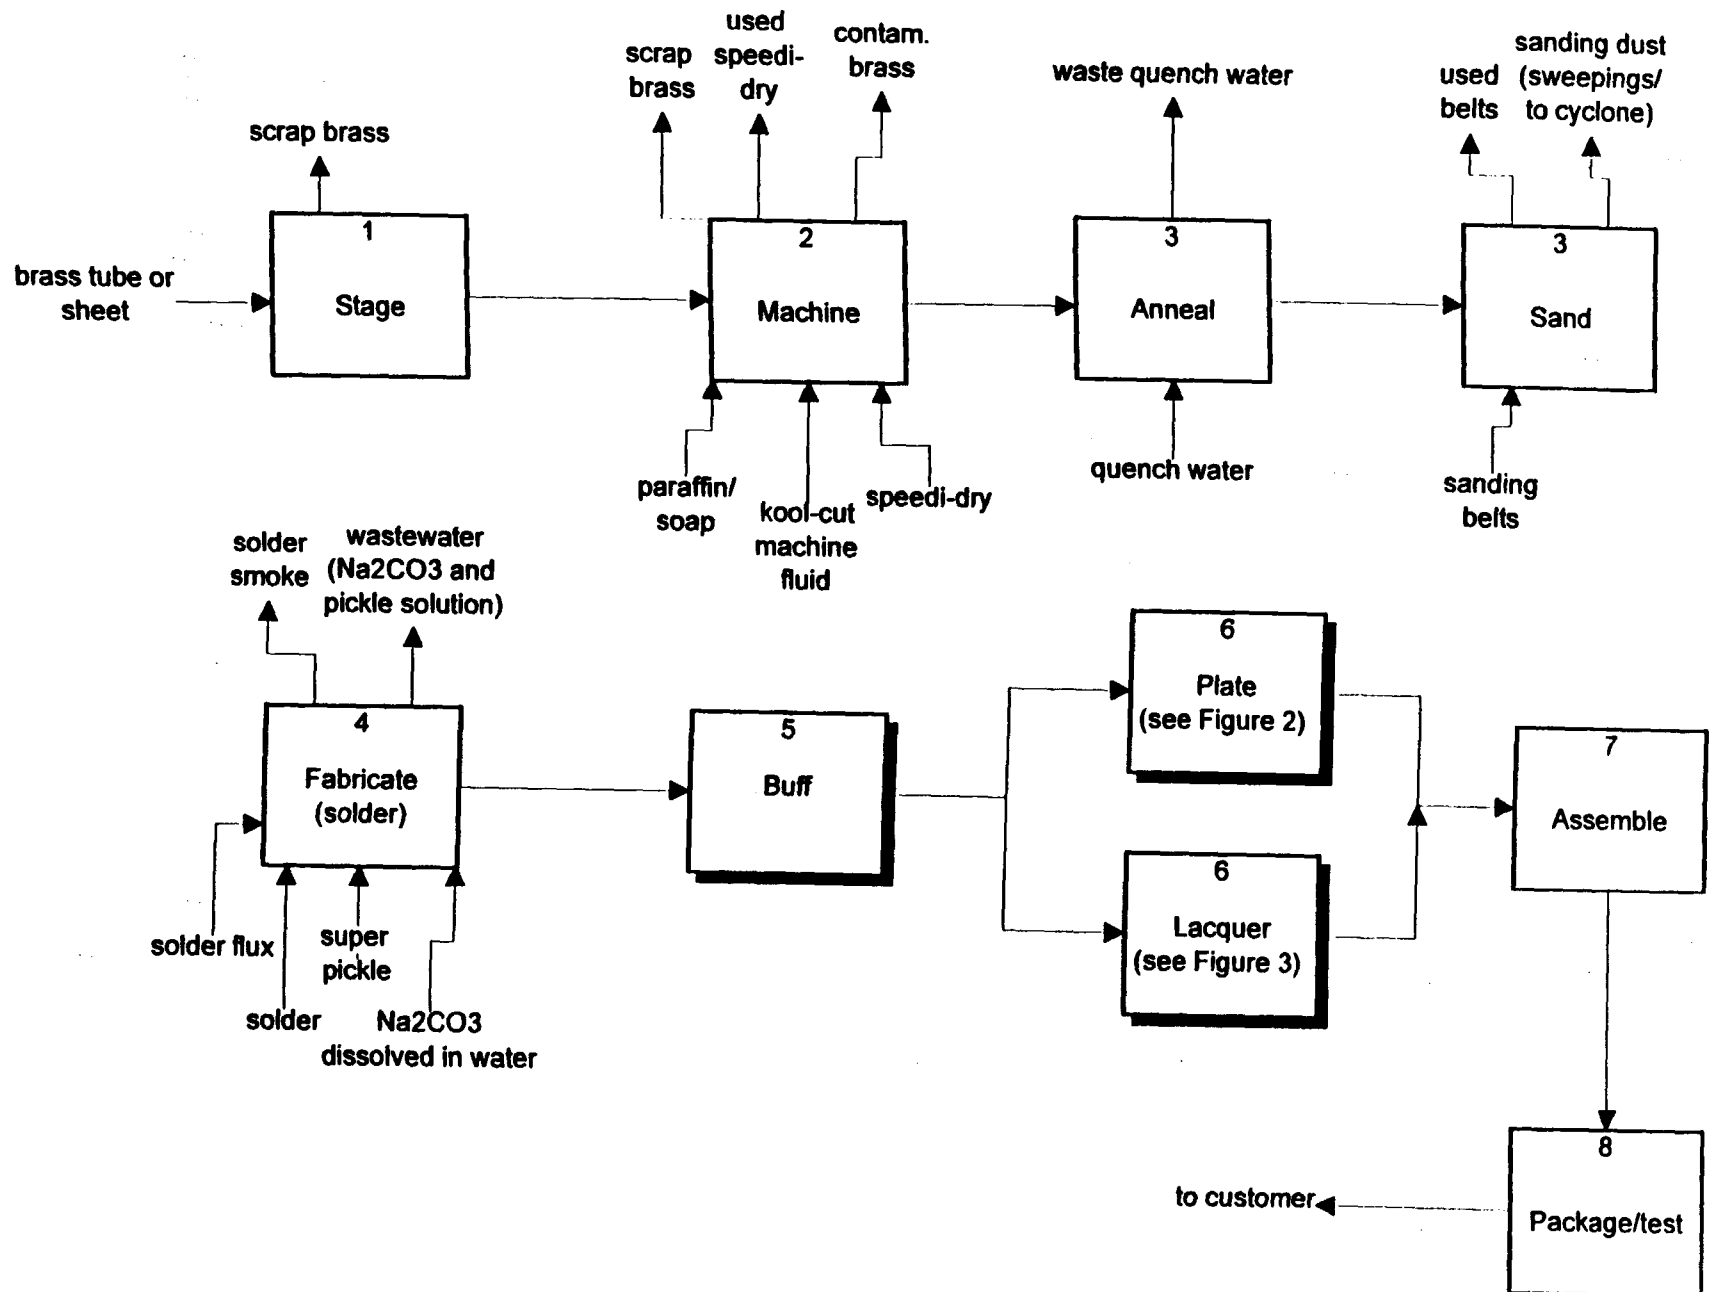 scrap brass
brass tube or
sheet
1
Stage
scrap
brass
used
speedi-
dry
contam.
brass
2
Machine
paraffin/
soap
kool-cut
machine
fluid
speedi-dry
waste quench water
3
Anneal
quench water
used
belts
sanding dust
(sweepings/
to cyclone)
3
Sand
sanding
belts
solder
smoke
wastewater
(Na2CO3 and
pickle solution)
4
Fabricate
(solder)
solder flux
solder
super
pickle
Na2CO3
dissolved in water
5
Buff
6
Plate
(see Figure 2)
6
Lacquer
(see Figure 3)
7
Assemble
8
Package/test
to customer